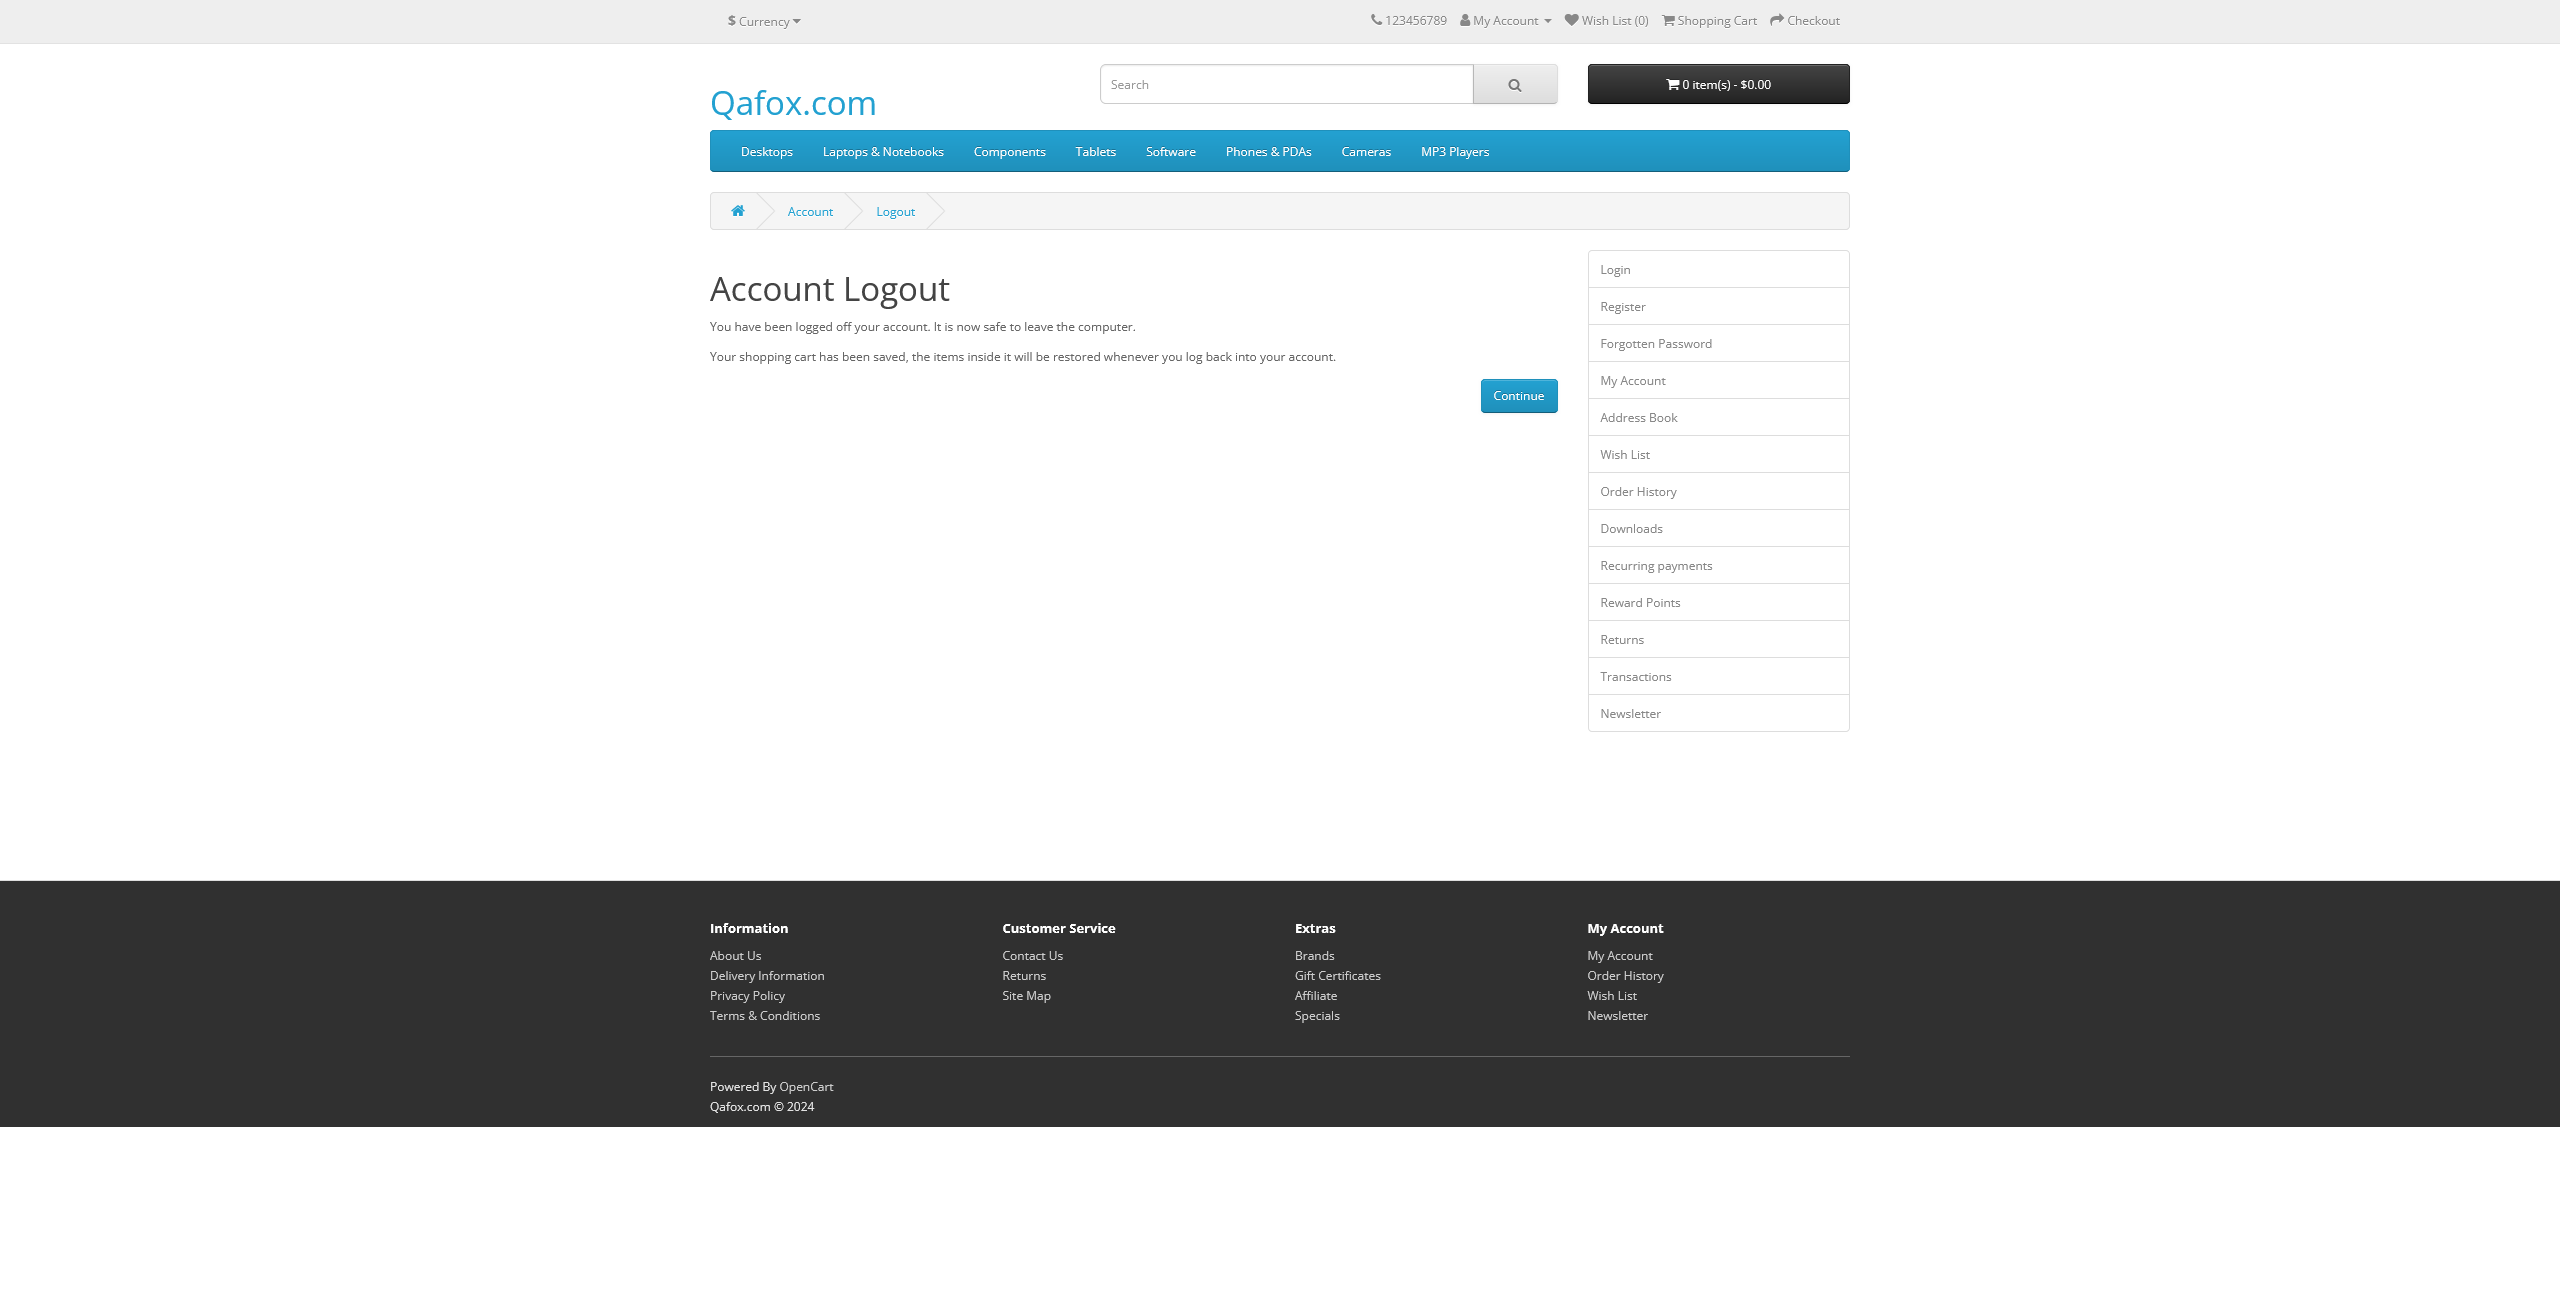 $ Currency
123456789 My Account Wish List (0) Shopping Cart Checkout
Qafox.com
Search
0 item(s) - $0.00
Desktops Laptops & Notebooks Components Tablets Software Phones & PDAs Cameras MP3 Players
Account Logout
Account Logout
You have been logged off your account. It is now safe to leave the computer.
Your shopping cart has been saved, the items inside it will be restored whenever you log back into your account.
Continue
Login
Register
Forgotten Password
My Account
Address Book
Wish List
Order History
Downloads
Recurring payments
Reward Points
Returns
Transactions
Newsletter
Information
About Us
Delivery Information
Privacy Policy
Terms & Conditions
Customer Service
Contact Us
Returns
Site Map
Extras
Brands
Gift Certificates
Affiliate
Specials
My Account
My Account
Order History
Wish List
Newsletter
Powered By OpenCart
Qafox.com © 2024